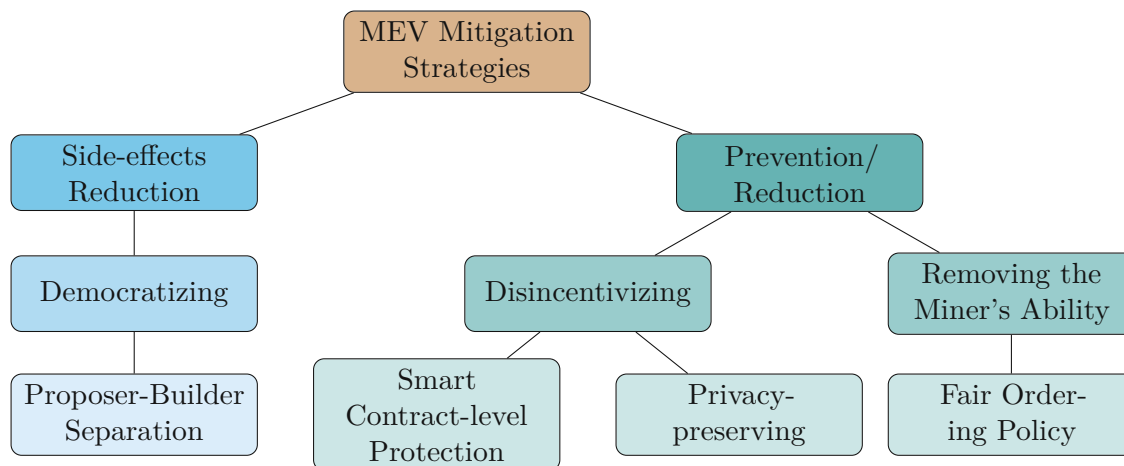 MEV Mitigation
Strategies
Side-effects
Reduction
Prevention/
Reduction
Democratizing
Disincentivizing
Removing the
Miner's Ability
Proposer-Builder
Separation
Smart
Contract-level
Protection
Privacy-
preserving
Fair Order-
ing Policy